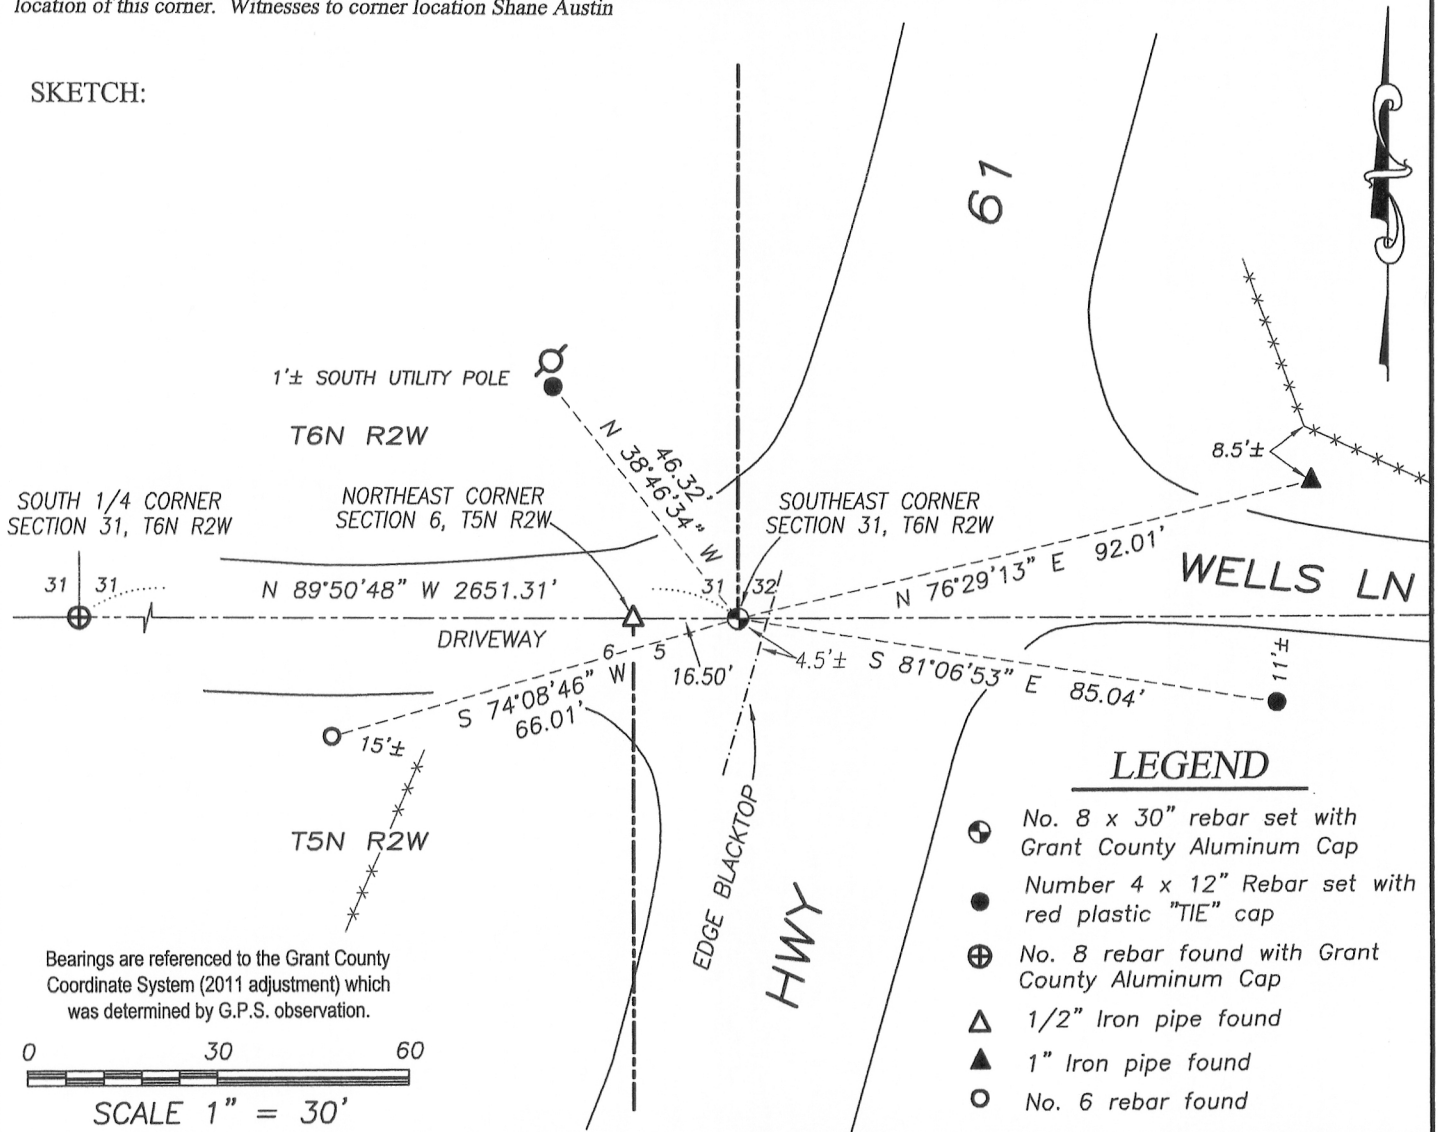 location of this corner. Witnesses to corner location Shane Austin
SKETCH:
61
1'± SOUTH UTILITY POLE
T6N R2W
N 38°46'34" W
46.32'
8.5'±
SOUTH 1/4 CORNER
SECTION 31, T6N R2W
NORTHEAST CORNER
SECTION 6, T5N R2W
SOUTHEAST CORNER
SECTION 31, T6N R2W
N 76°29'13" E 92.01'
WELLS LN
31 31
N 89°50'48" W 2651.31'
31 32
DRIVEWAY
6 5
16.50'
4.5'±
S 81°06'53" E 85.04'
11'±
S 74°08'46" W
66.01'
15'±
T5N R2W
EDGE BLACKTOP
HWY
LEGEND
No. 8 x 30" rebar set with
Grant County Aluminum Cap
Number 4 x 12" Rebar set with
red plastic "TIE" cap
No. 8 rebar found with Grant
County Aluminum Cap
1/2" Iron pipe found
1" Iron pipe found
No. 6 rebar found
Bearings are referenced to the Grant County
Coordinate System (2011 adjustment) which
was determined by G.P.S. observation.
0 30 60
SCALE 1" = 30'